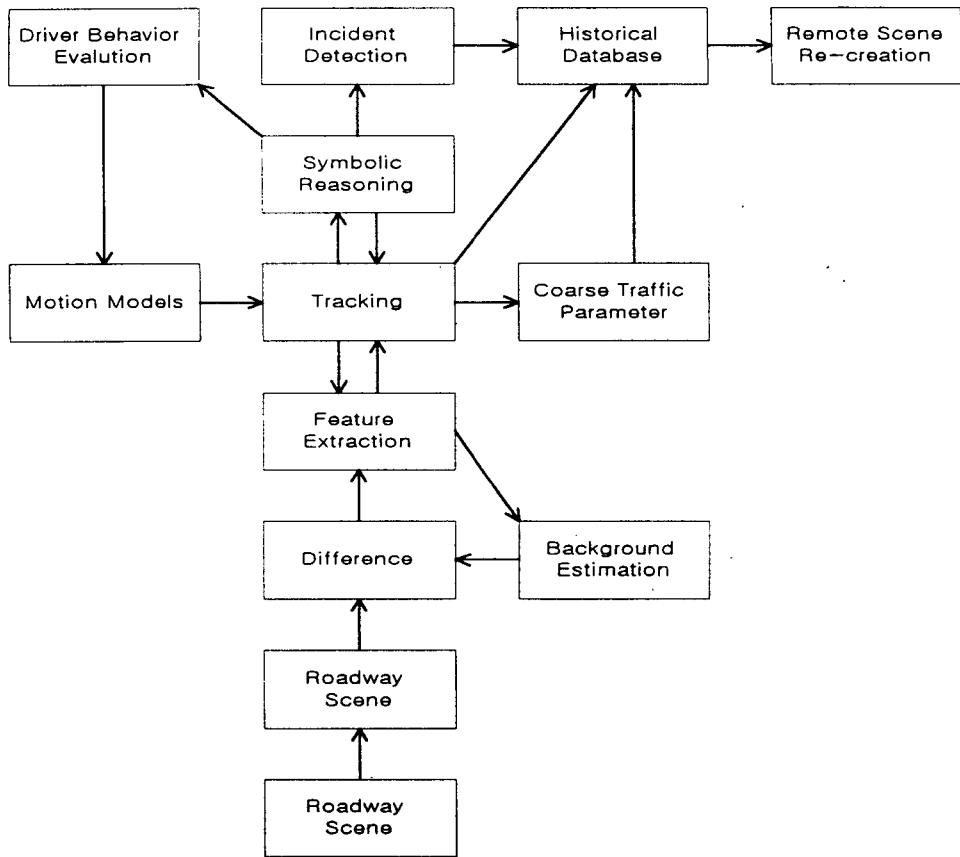 Driver Behavior
Evalution
Incident
Detection
Historical
Database
Remote Scene
Re-creation
Symbolic
Reasoning
Motion Models
Tracking
Coarse Traffic
Parameter
Feature
Extraction
Difference
Background
Estimation
Roadway
Scene
Roadway
Scene